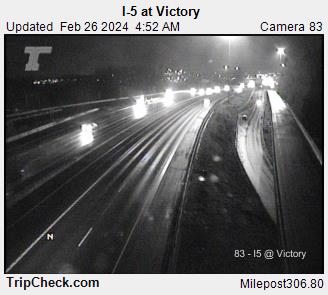 I-5 at Victory
Updated  Feb 26 2024  4:52 AM
Camera 83
T
N
83 - I5 @ Victory
TripCheck.com
Milepost306.80